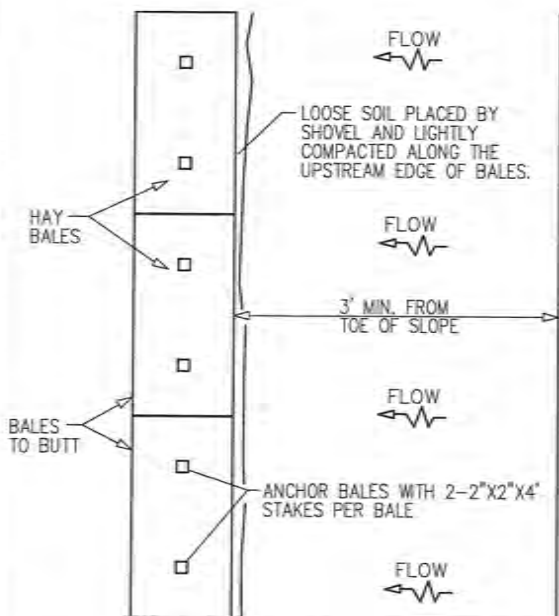 FLOW
LOOSE SOIL PLACED BY
SHOVEL AND LIGHTLY
COMPACTED ALONG THE
UPSTREAM EDGE OF BALES.
HAY
BALES
FLOW
3' MIN. FROM
TOE OF SLOPE
FLOW
BALES
TO BUTT
ANCHOR BALES WITH 2-2"X2"X4'
STAKES PER BALE
FLOW